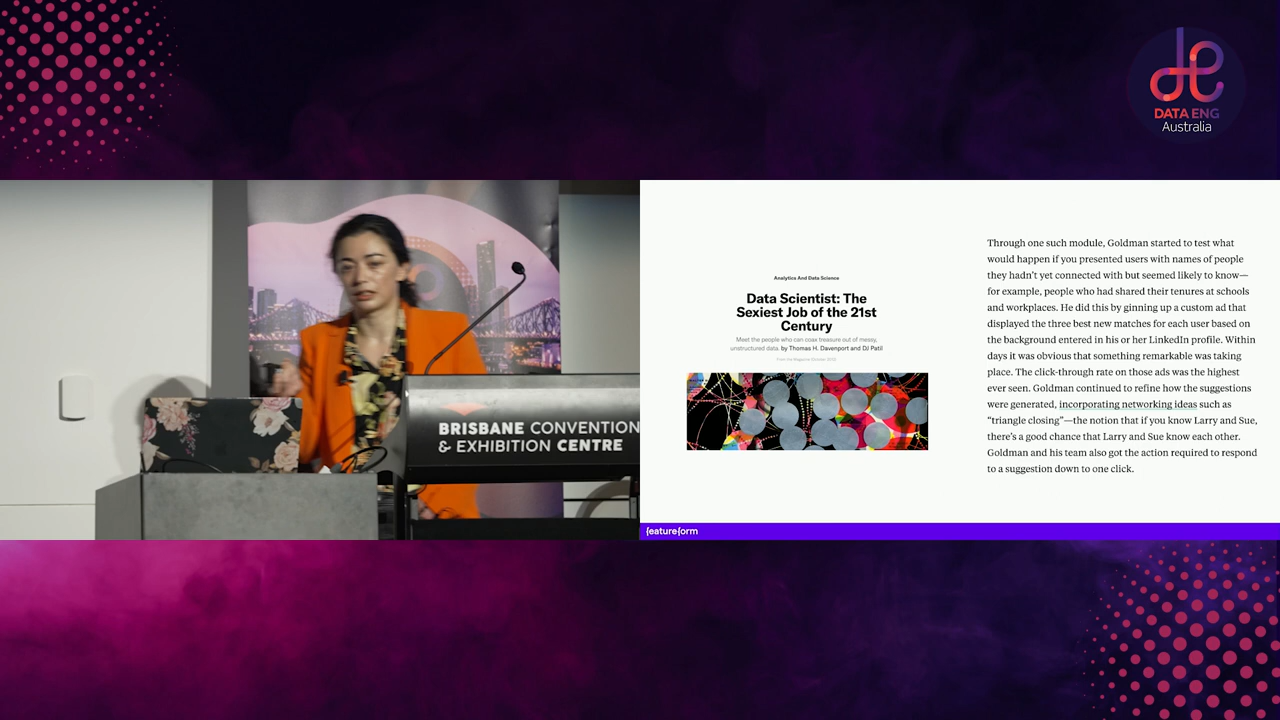 DATA ENG
Australia
BRISBANE CONVENTION
& EXHIBITION CENTRE
Analytics And Data Science
Data Scientist: The
Sexiest Job of the 21st
Century
Meet the people who can coax treasure out of messy,
unstructured data. by Thomas H. Davenport and DJ Patil
From the Magazine (October 2012)
Through one such module, Goldman started to test what
would happen if you presented users with names of people
they hadn't yet connected with but seemed likely to know—
for example, people who had shared their tenures at schools
and workplaces. He did this by ginning up a custom ad that
displayed the three best new matches for each user based on
the background entered in his or her LinkedIn profile. Within
days it was obvious that something remarkable was taking
place. The click-through rate on those ads was the highest
ever seen. Goldman continued to refine how the suggestions
were generated, incorporating networking ideas such as
“triangle closing”—the notion that if you know Larry and Sue,
there's a good chance that Larry and Sue know each other.
Goldman and his team also got the action required to respond
to a suggestion down to one click.
{eature{orm